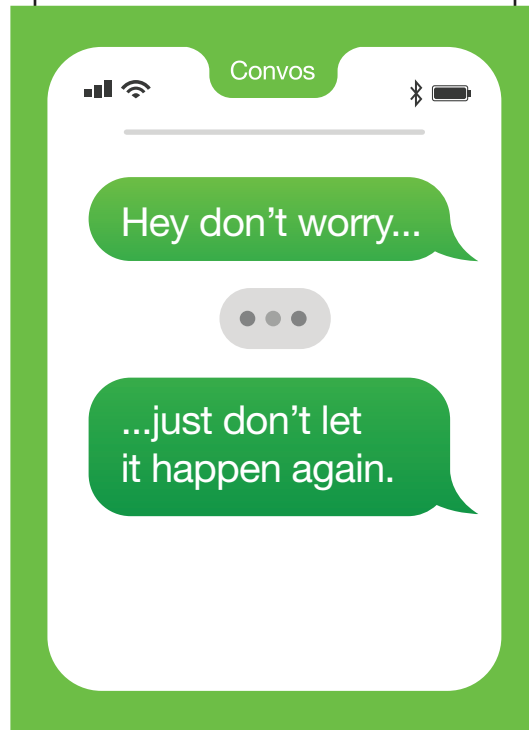 Convos
Hey don’t worry...
...just don’t let
it happen again.